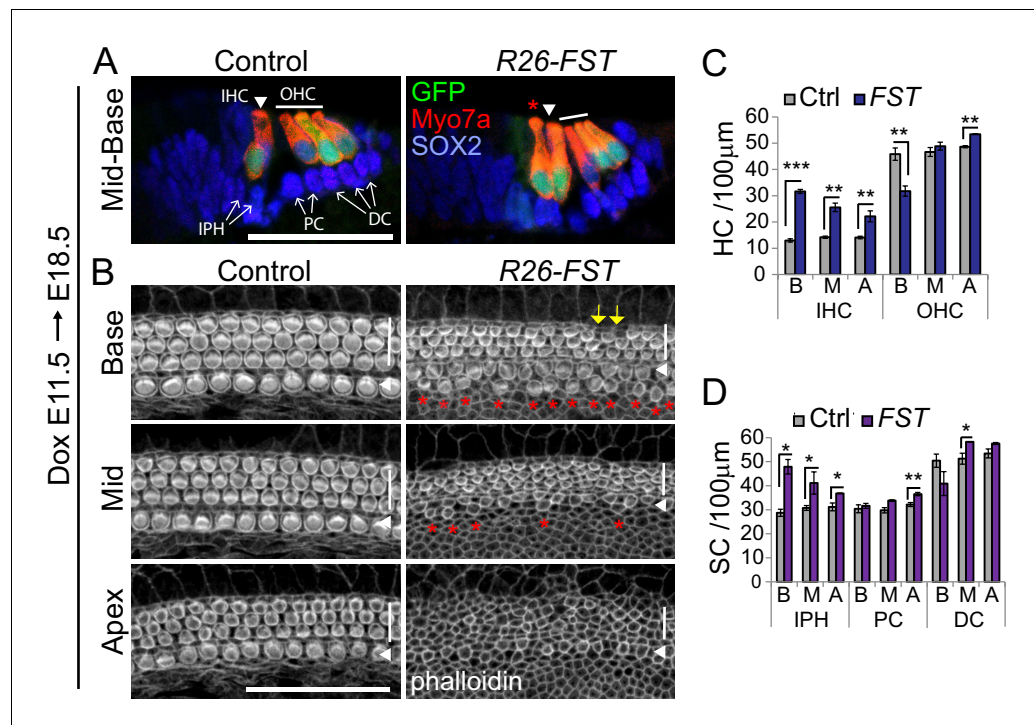 Dox E11.5 → E18.5
A
Control
R26-FST
Mid-Base
IHC
OHC
IPH
PC
DC
*
GFP
Myo7a
SOX2
B
Control
R26-FST
Base
* * * * * * * * * * *
Mid
* * * * *
Apex
phalloidin
C
Ctrl FST
HC /100µm
60
50
40
30
20
10
0
*** ** ** ** **
B M A B M A
IHC OHC
D
Ctrl FST
SC /100µm
60
50
40
30
20
10
0
* * * ** *
B M A B M A B M A
IPH PC DC